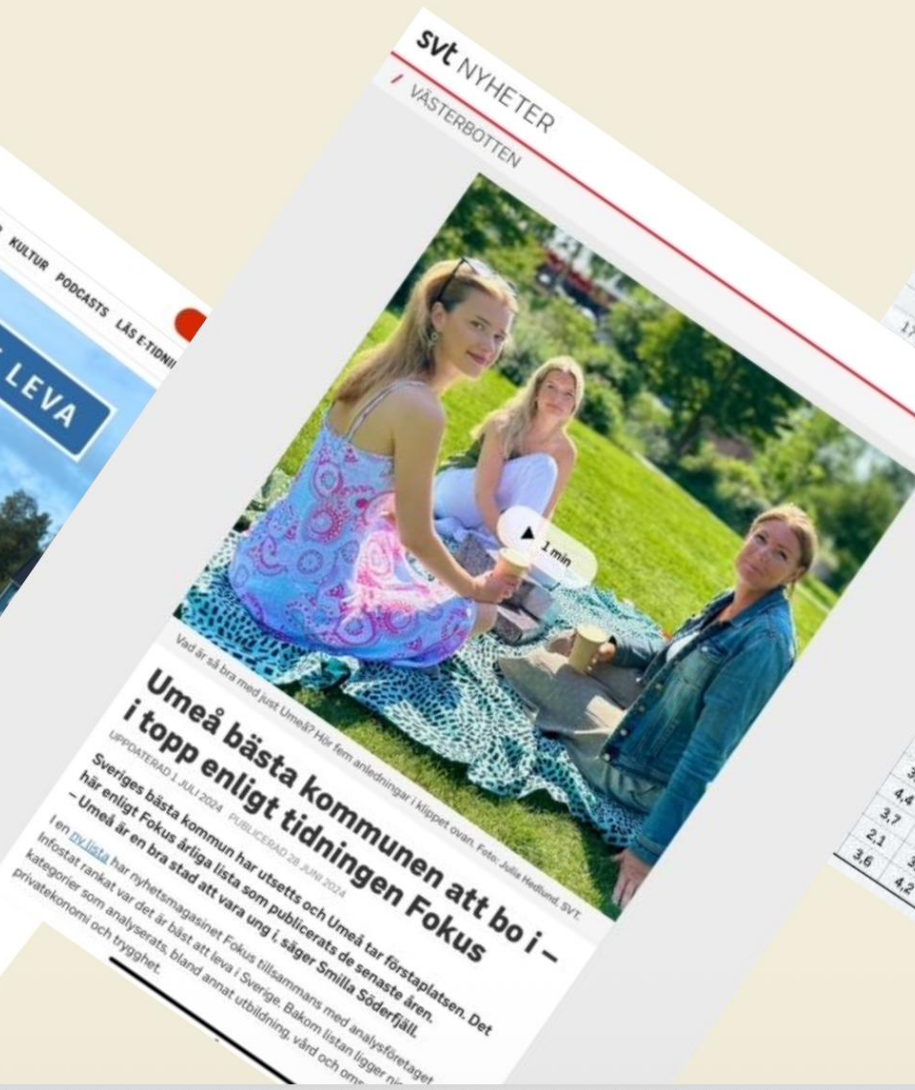 KULTUR PODCASTS LÄS E-TIDNI
LEVA
svt NYHETER
/ VÄSTERBOTTEN
1 min
Vad är så bra med just Umeå? Hör fem anledningar i klippet ovan. Foto: Julia Hedlund, SVT.
Umeå bästa kommunen att bo i –
i topp enligt tidningen Fokus
UPPDATERAD 1 JULI 2024 PUBLICERAD 28 JUNI 2024
Sveriges bästa kommun har utsetts och Umeå tar förstaplatsen. Det
här enligt Fokus årliga lista som publicerats de senaste åren.
– Umeå är en bra stad att vara ung i, säger Smilla Söderfjäll.
I en ny lista har nyhetsmagasinet Fokus tillsammans med analysföretaget
Infostat rankat var det är bäst att leva i Sverige. Bakom listan ligger
kategorier som analyserats, bland annat utbildning, vård och oms
privatekonomi och trygghet.
17
4,4
3,7
2,1
3,6
4,2